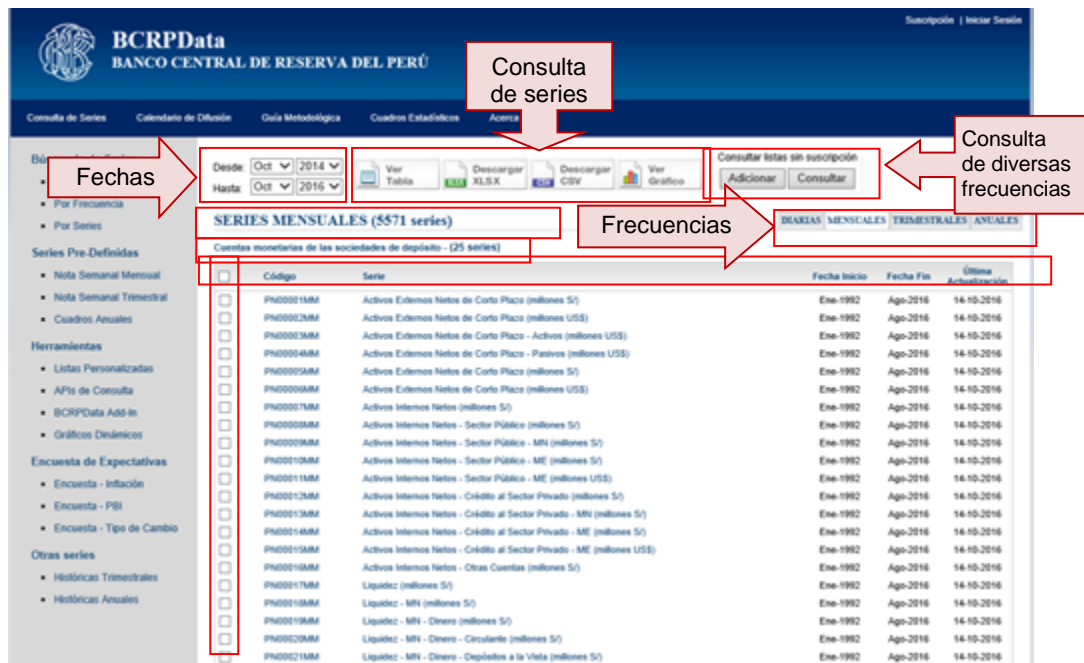 Suscripción | Iniciar Sesión
BCRPData
BANCO CENTRAL DE RESERVA DEL PERÚ
Consulta de series
Consulta de Series Calendario de Difusión Guía Metodológica Cuadros Estadísticos Acerca
Consulta de diversas frecuencias
Fechas
Desde: Oct 2014
Hasta: Oct 2016
Ver Tabla
Descargar XLSX
Descargar CSV
Ver Gráfico
Consultar listas sin suscripción
Adicionar Consultar
Por Frecuencia
Por Series
Series Pre-Definidas
Nota Semanal Mensual
Nota Semanal Trimestral
Cuadros Anuales
Herramientas
Listas Personalizadas
APIs de Consulta
BCRPData Add-In
Gráficos Dinámicos
Encuesta de Expectativas
Encuesta - Inflación
Encuesta - PBI
Encuesta - Tipo de Cambio
Otras series
Históricas Trimestrales
Históricas Anuales
SERIES MENSUALES (5571 series)
Frecuencias
DIARIAS MENSUALES TRIMESTRALES ANUALES
Cuentas monetarias de las sociedades de depósito - (25 series)
Código Serie Fecha Inicio Fecha Fin Última Actualización
PN00001MM Activos Externos Netos de Corto Plazo (millones S/) Ene-1992 Ago-2016 14-10-2016
PN00002MM Activos Externos Netos de Corto Plazo (millones US$) Ene-1992 Ago-2016 14-10-2016
PN00003MM Activos Externos Netos de Corto Plazo - Activos (millones US$) Ene-1992 Ago-2016 14-10-2016
PN00004MM Activos Externos Netos de Corto Plazo - Pasivos (millones US$) Ene-1992 Ago-2016 14-10-2016
PN00005MM Activos Externos Netos de Corto Plazo (millones S/) Ene-1992 Ago-2016 14-10-2016
PN00006MM Activos Externos Netos de Corto Plazo (millones US$) Ene-1992 Ago-2016 14-10-2016
PN00007MM Activos Internos Netos (millones S/) Ene-1992 Ago-2016 14-10-2016
PN00008MM Activos Internos Netos - Sector Público (millones S/) Ene-1992 Ago-2016 14-10-2016
PN00009MM Activos Internos Netos - Sector Público - MN (millones S/) Ene-1992 Ago-2016 14-10-2016
PN00010MM Activos Internos Netos - Sector Público - ME (millones S/) Ene-1992 Ago-2016 14-10-2016
PN00011MM Activos Internos Netos - Sector Público - ME (millones US$) Ene-1992 Ago-2016 14-10-2016
PN00012MM Activos Internos Netos - Crédito al Sector Privado (millones S/) Ene-1992 Ago-2016 14-10-2016
PN00013MM Activos Internos Netos - Crédito al Sector Privado - MN (millones S/) Ene-1992 Ago-2016 14-10-2016
PN00014MM Activos Internos Netos - Crédito al Sector Privado - ME (millones S/) Ene-1992 Ago-2016 14-10-2016
PN00015MM Activos Internos Netos - Crédito al Sector Privado - ME (millones US$) Ene-1992 Ago-2016 14-10-2016
PN00016MM Activos Internos Netos - Otras Cuentas (millones S/) Ene-1992 Ago-2016 14-10-2016
PN00017MM Liquidez (millones S/) Ene-1992 Ago-2016 14-10-2016
PN00018MM Liquidez - MN (millones S/) Ene-1992 Ago-2016 14-10-2016
PN00019MM Liquidez - MN - Dinero (millones S/) Ene-1992 Ago-2016 14-10-2016
PN00020MM Liquidez - MN - Dinero - Circulante (millones S/) Ene-1992 Ago-2016 14-10-2016
PN00021MM Liquidez - MN - Dinero - Depósitos a la Vista (millones S/) Ene-1992 Ago-2016 14-10-2016